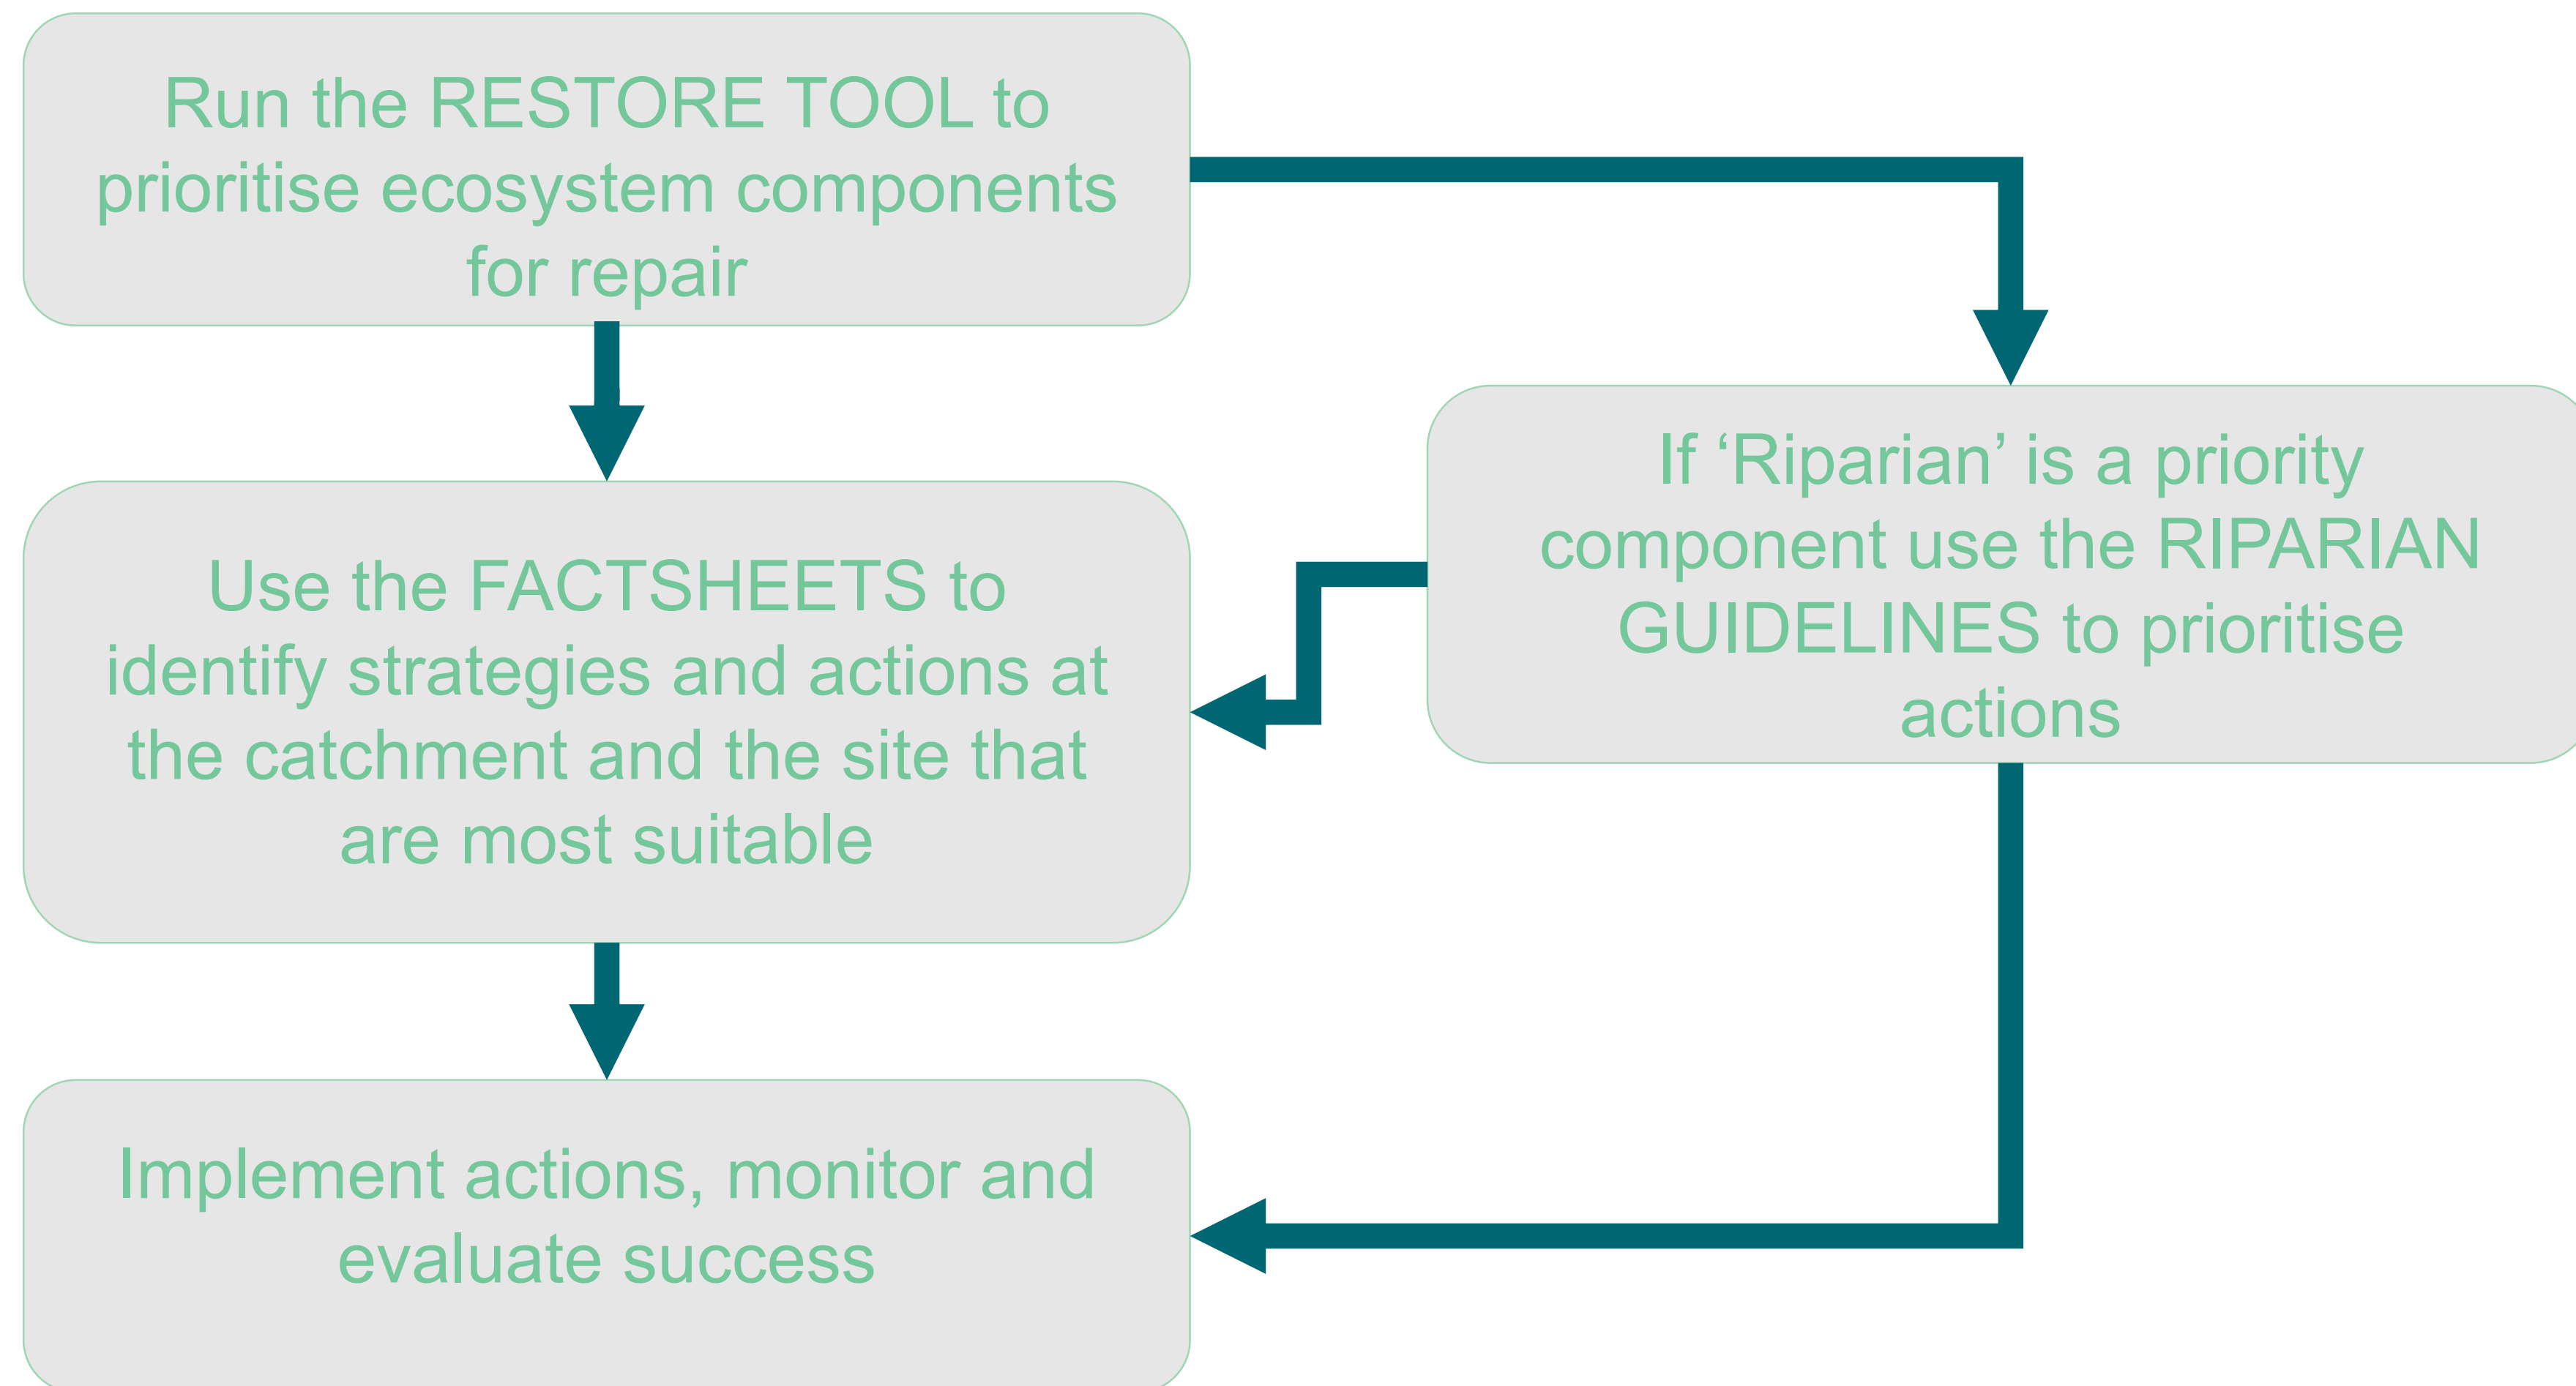 Run the RESTORE TOOL to
prioritise ecosystem components
for repair
If ‘Riparian’ is a priority
component use the RIPARIAN
GUIDELINES to prioritise
actions
Use the FACTSHEETS to
identify strategies and actions at
the catchment and the site that
are most suitable
Implement actions, monitor and
evaluate success